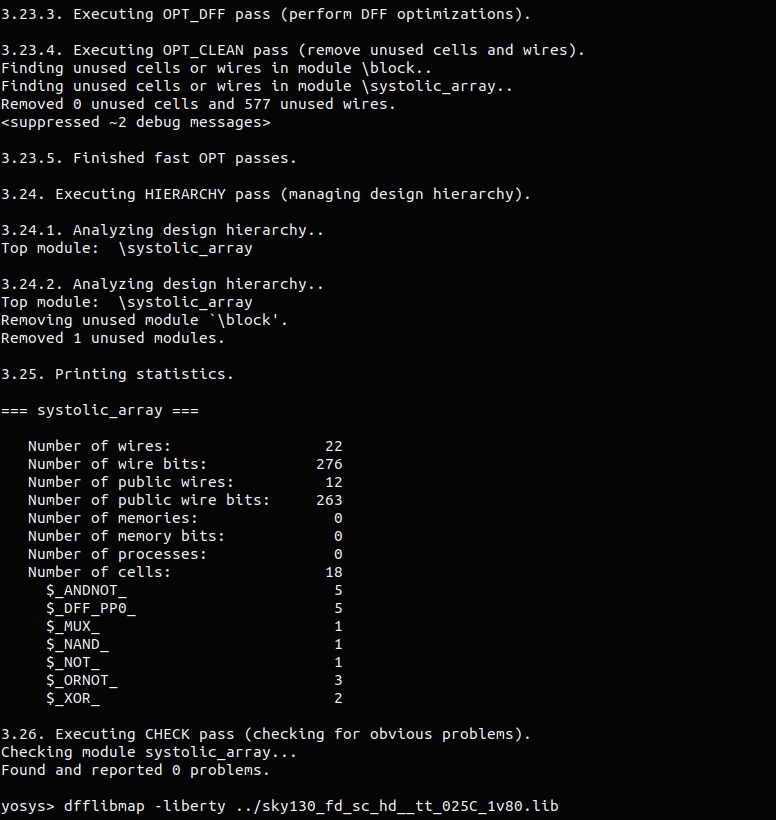 3.23.3. Executing OPT_DFF pass (perform DFF optimizations).
3.23.4. Executing OPT_CLEAN pass (remove unused cells and wires).
Finding unused cells or wires in module \block..
Finding unused cells or wires in module \systolic_array..
Removed 0 unused cells and 577 unused wires.
<suppressed ~2 debug messages>
3.23.5. Finished fast OPT passes.
3.24. Executing HIERARCHY pass (managing design hierarchy).
3.24.1. Analyzing design hierarchy..
Top module:  \systolic_array
3.24.2. Analyzing design hierarchy..
Top module:  \systolic_array
Removing unused module `\block'.
Removed 1 unused modules.
3.25. Printing statistics.
=== systolic_array ===
Number of wires:                 22
Number of wire bits:            276
Number of public wires:          12
Number of public wire bits:     263
Number of memories:               0
Number of memory bits:            0
Number of processes:              0
Number of cells:                 18
$_ANDNOT_                       5
$_DFF_PP0_                      5
$_MUX_                          1
$_NAND_                         1
$_NOT_                          1
$_ORNOT_                        3
$_XOR_                          2
3.26. Executing CHECK pass (checking for obvious problems).
Checking module systolic_array...
Found and reported 0 problems.
yosys> dfflibmap -liberty ../sky130_fd_sc_hd__tt_025C_1v80.lib